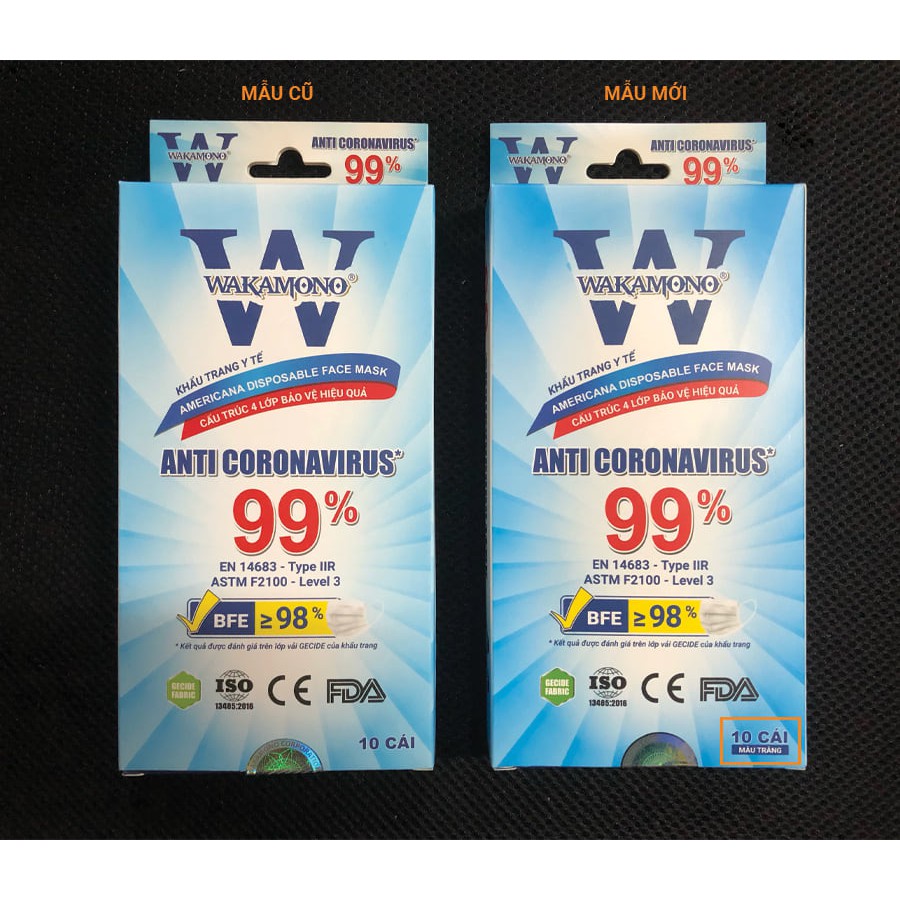 MẪU CŨ
WAKAMONO®
ANTI CORONAVIRUS*
99%
W
WAKAMONO®
KHẨU TRANG Y TẾ
AMERICANA DISPOSABLE FACE MASK
CẤU TRÚC 4 LỚP BẢO VỆ HIỆU QUẢ
ANTI CORONAVIRUS*
99%
EN 14683 - Type IIR
ASTM F2100 - Level 3
BFE ≥ 98 %
* Kết quả được đánh giá trên lớp vải GECIDE của khẩu trang
GECIDE
FABRIC
ISO
13485:2016
CE
FDA
10 CÁI
MẪU MỚI
WAKAMONO®
ANTI CORONAVIRUS*
99%
W
WAKAMONO®
KHẨU TRANG Y TẾ
AMERICANA DISPOSABLE FACE MASK
CẤU TRÚC 4 LỚP BẢO VỆ HIỆU QUẢ
ANTI CORONAVIRUS*
99%
EN 14683 - Type IIR
ASTM F2100 - Level 3
BFE ≥ 98 %
* Kết quả được đánh giá trên lớp vải GECIDE của khẩu trang
GECIDE
FABRIC
ISO
13485:2016
CE
FDA
10 CÁI
MÀU TRẮNG